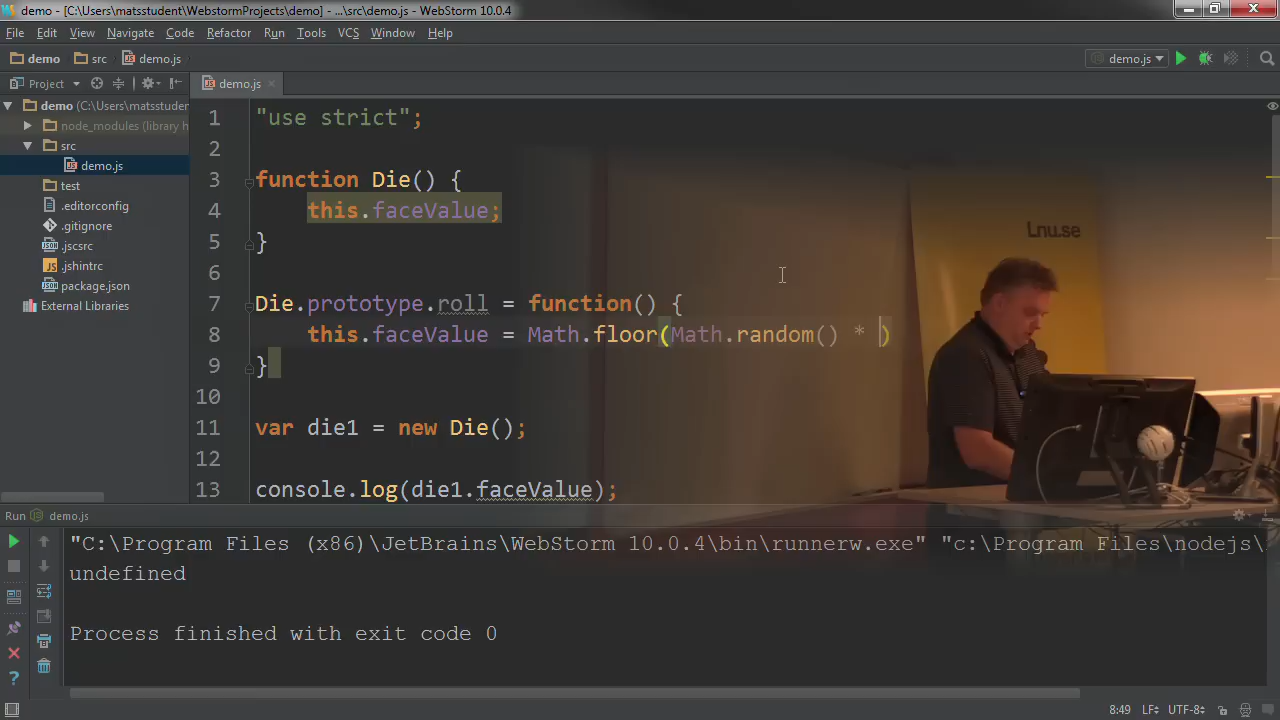 demo - [C:\Users\matsstudent\WebstormProjects\demo] - ...\src\demo.js - WebStorm 10.0.4
File Edit View Navigate Code Refactor Run Tools VCS Window Help
demo src demo.js demo.js
Project demo.js
demo (C:\Users\matsstudent
node_modules (library h
src
demo.js
test
.editorconfig
.gitignore
.jscsrc
.jshintrc
package.json
External Libraries
1 "use strict";
2
3 function Die() {
4 this.faceValue;
5 }
6
7 Die.prototype.roll = function() {
8 this.faceValue = Math.floor(Math.random() * )
9 }
10
11 var die1 = new Die();
12
13 console.log(die1.faceValue);
Lnu.se
Run demo.js
"C:\Program Files (x86)\JetBrains\WebStorm 10.0.4\bin\runnerw.exe" "c:\Program Files\nodejs\
undefined
Process finished with exit code 0
8:49 LF UTF-8